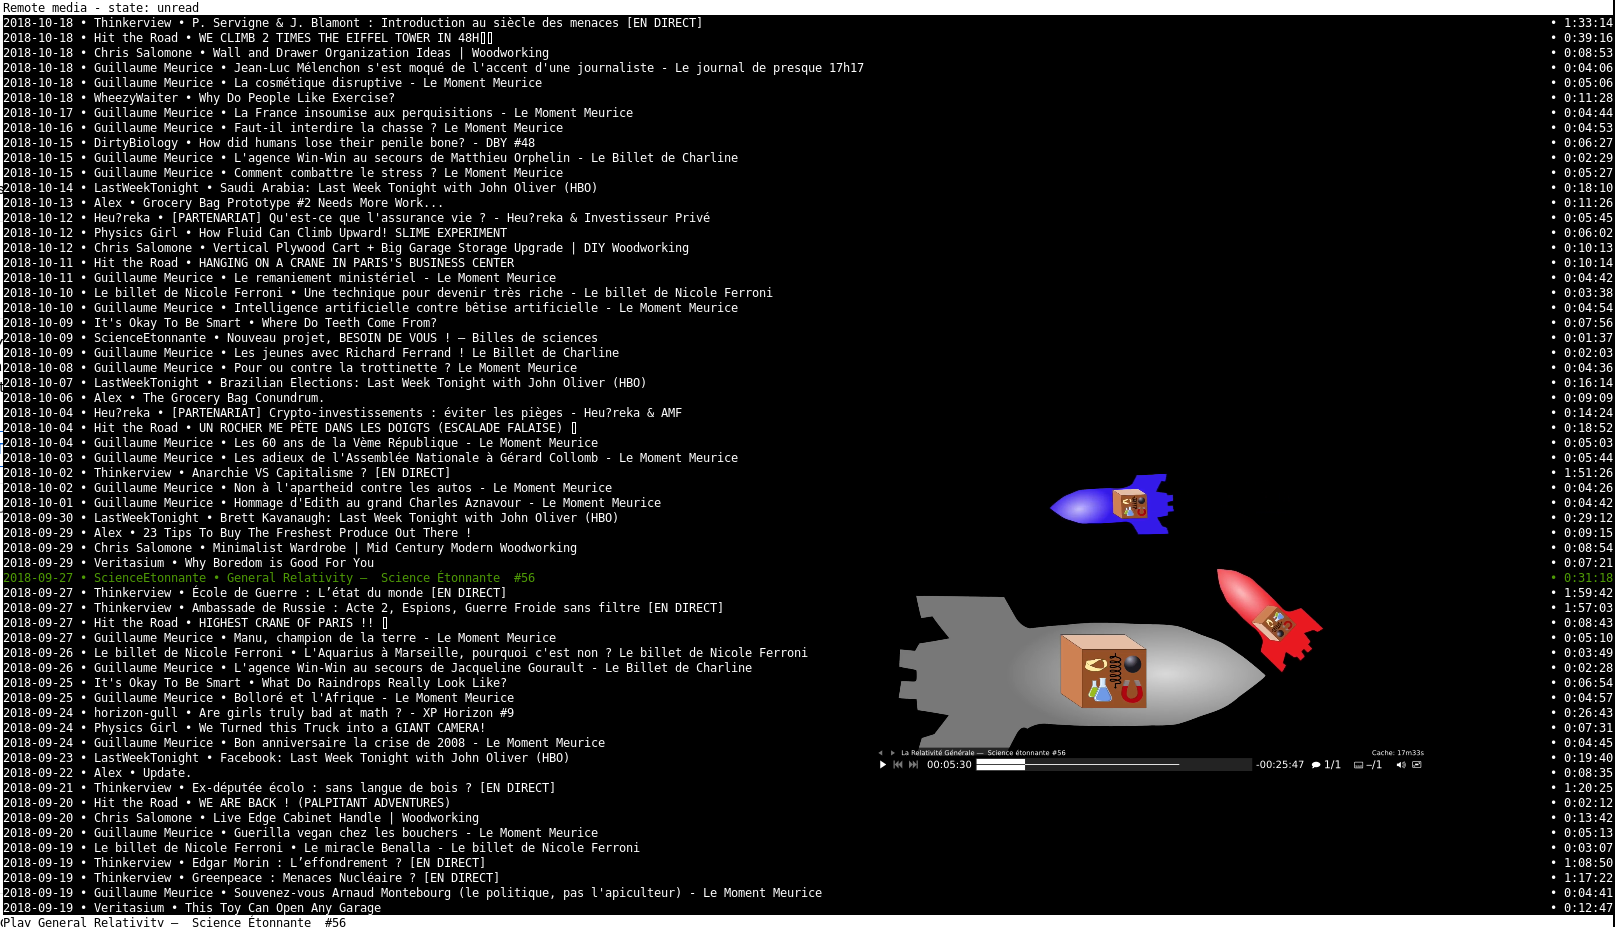 Remote media - state: unread
2018-10-18 • Thinkerview • P. Servigne & J. Blamont : Introduction au siècle des menaces [EN DIRECT] • 1:33:14
2018-10-18 • Hit the Road • WE CLIMB 2 TIMES THE EIFFEL TOWER IN 48H • 0:39:16
2018-10-18 • Chris Salomone • Wall and Drawer Organization Ideas | Woodworking • 0:08:53
2018-10-18 • Guillaume Meurice • Jean-Luc Mélenchon s'est moqué de l'accent d'une journaliste - Le journal de presque 17h17 • 0:04:06
2018-10-18 • Guillaume Meurice • La cosmétique disruptive - Le Moment Meurice • 0:05:06
2018-10-18 • WheezyWaiter • Why Do People Like Exercise? • 0:11:28
2018-10-17 • Guillaume Meurice • La France insoumise aux perquisitions - Le Moment Meurice • 0:04:44
2018-10-16 • Guillaume Meurice • Faut-il interdire la chasse ? Le Moment Meurice • 0:04:53
2018-10-15 • DirtyBiology • How did humans lose their penile bone? - DBY #48 • 0:06:27
2018-10-15 • Guillaume Meurice • L'agence Win-Win au secours de Matthieu Orphelin - Le Billet de Charline • 0:02:29
2018-10-15 • Guillaume Meurice • Comment combattre le stress ? Le Moment Meurice • 0:05:27
2018-10-14 • LastWeekTonight • Saudi Arabia: Last Week Tonight with John Oliver (HBO) • 0:18:10
2018-10-13 • Alex • Grocery Bag Prototype #2 Needs More Work... • 0:11:26
2018-10-12 • Heu?reka • [PARTENARIAT] Qu'est-ce que l'assurance vie ? - Heu?reka & Investisseur Privé • 0:05:45
2018-10-12 • Physics Girl • How Fluid Can Climb Upward! SLIME EXPERIMENT • 0:06:02
2018-10-12 • Chris Salomone • Vertical Plywood Cart + Big Garage Storage Upgrade | DIY Woodworking • 0:10:13
2018-10-11 • Hit the Road • HANGING ON A CRANE IN PARIS'S BUSINESS CENTER • 0:10:14
2018-10-11 • Guillaume Meurice • Le remaniement ministériel - Le Moment Meurice • 0:04:42
2018-10-10 • Le billet de Nicole Ferroni • Une technique pour devenir très riche - Le billet de Nicole Ferroni • 0:03:38
2018-10-10 • Guillaume Meurice • Intelligence artificielle contre bêtise artificielle - Le Moment Meurice • 0:04:54
2018-10-09 • It's Okay To Be Smart • Where Do Teeth Come From? • 0:07:56
2018-10-09 • ScienceEtonnante • Nouveau projet, BESOIN DE VOUS ! — Billes de sciences • 0:01:37
2018-10-09 • Guillaume Meurice • Les jeunes avec Richard Ferrand ! Le Billet de Charline • 0:02:03
2018-10-08 • Guillaume Meurice • Pour ou contre la trottinette ? Le Moment Meurice • 0:04:36
2018-10-07 • LastWeekTonight • Brazilian Elections: Last Week Tonight with John Oliver (HBO) • 0:16:14
2018-10-06 • Alex • The Grocery Bag Conundrum. • 0:09:09
2018-10-04 • Heu?reka • [PARTENARIAT] Crypto-investissements : éviter les pièges - Heu?reka & AMF • 0:14:24
2018-10-04 • Hit the Road • UN ROCHER ME PÈTE DANS LES DOIGTS (ESCALADE FALAISE) • 0:18:52
2018-10-04 • Guillaume Meurice • Les 60 ans de la Vème République - Le Moment Meurice • 0:05:03
2018-10-03 • Guillaume Meurice • Les adieux de l'Assemblée Nationale à Gérard Collomb - Le Moment Meurice • 0:05:44
2018-10-02 • Thinkerview • Anarchie VS Capitalisme ? [EN DIRECT] • 1:51:26
2018-10-02 • Guillaume Meurice • Non à l'apartheid contre les autos - Le Moment Meurice • 0:04:26
2018-10-01 • Guillaume Meurice • Hommage d'Edith au grand Charles Aznavour - Le Moment Meurice • 0:04:42
2018-09-30 • LastWeekTonight • Brett Kavanaugh: Last Week Tonight with John Oliver (HBO) • 0:29:12
2018-09-29 • Alex • 23 Tips To Buy The Freshest Produce Out There ! • 0:09:15
2018-09-29 • Chris Salomone • Minimalist Wardrobe | Mid Century Modern Woodworking • 0:08:54
2018-09-29 • Veritasium • Why Boredom is Good For You • 0:07:21
2018-09-27 • ScienceEtonnante • General Relativity —  Science Étonnante  #56 • 0:31:18
2018-09-27 • Thinkerview • École de Guerre : L’état du monde [EN DIRECT] • 1:59:42
2018-09-27 • Thinkerview • Ambassade de Russie : Acte 2, Espions, Guerre Froide sans filtre [EN DIRECT] • 1:57:03
2018-09-27 • Hit the Road • HIGHEST CRANE OF PARIS !! • 0:08:43
2018-09-27 • Guillaume Meurice • Manu, champion de la terre - Le Moment Meurice • 0:05:10
2018-09-26 • Le billet de Nicole Ferroni • L'Aquarius à Marseille, pourquoi c'est non ? Le billet de Nicole Ferroni • 0:03:49
2018-09-26 • Guillaume Meurice • L'agence Win-Win au secours de Jacqueline Gourault - Le Billet de Charline • 0:02:28
2018-09-25 • It's Okay To Be Smart • What Do Raindrops Really Look Like? • 0:06:54
2018-09-25 • Guillaume Meurice • Bolloré et l'Afrique - Le Moment Meurice • 0:04:57
2018-09-24 • horizon-gull • Are girls truly bad at math ? - XP Horizon #9 • 0:26:43
2018-09-24 • Physics Girl • We Turned this Truck into a GIANT CAMERA! • 0:07:31
2018-09-24 • Guillaume Meurice • Bon anniversaire la crise de 2008 - Le Moment Meurice • 0:04:45
La Relativité Générale — Science étonnante #56 Cache: 17m33s
2018-09-23 • LastWeekTonight • Facebook: Last Week Tonight with John Oliver (HBO) • 0:19:40
00:05:30 -00:25:47 1/1 –/1
2018-09-22 • Alex • Update. • 0:08:35
2018-09-21 • Thinkerview • Ex-députée écolo : sans langue de bois ? [EN DIRECT] • 1:20:25
2018-09-20 • Hit the Road • WE ARE BACK ! (PALPITANT ADVENTURES) • 0:02:12
2018-09-20 • Chris Salomone • Live Edge Cabinet Handle | Woodworking • 0:13:42
2018-09-20 • Guillaume Meurice • Guerilla vegan chez les bouchers - Le Moment Meurice • 0:05:13
2018-09-19 • Le billet de Nicole Ferroni • Le miracle Benalla - Le billet de Nicole Ferroni • 0:03:07
2018-09-19 • Thinkerview • Edgar Morin : L’effondrement ? [EN DIRECT] • 1:08:50
2018-09-19 • Thinkerview • Greenpeace : Menaces Nucléaire ? [EN DIRECT] • 1:17:22
2018-09-19 • Guillaume Meurice • Souvenez-vous Arnaud Montebourg (le politique, pas l'apiculteur) - Le Moment Meurice • 0:04:41
2018-09-19 • Veritasium • This Toy Can Open Any Garage • 0:12:47
Play General Relativity —  Science Étonnante  #56